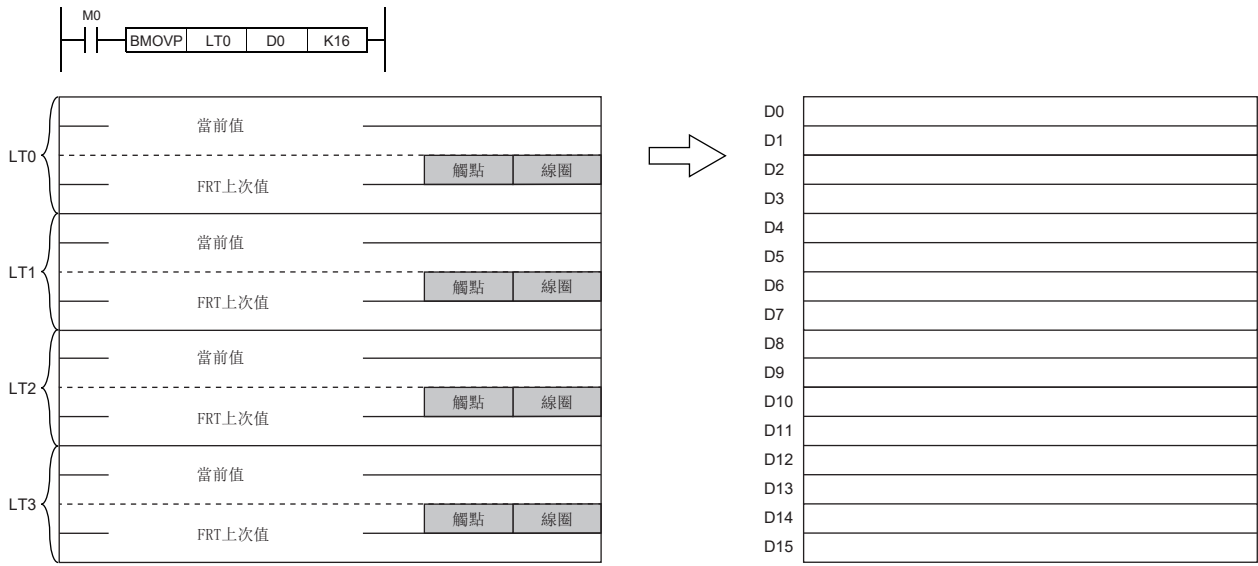 M0
BMOVP LT0 D0 K16
LT0
當前值
FRT上次值
觸點 線圈
LT1
當前值
FRT上次值
觸點 線圈
LT2
當前值
FRT上次值
觸點 線圈
LT3
當前值
FRT上次值
觸點 線圈
D0
D1
D2
D3
D4
D5
D6
D7
D8
D9
D10
D11
D12
D13
D14
D15